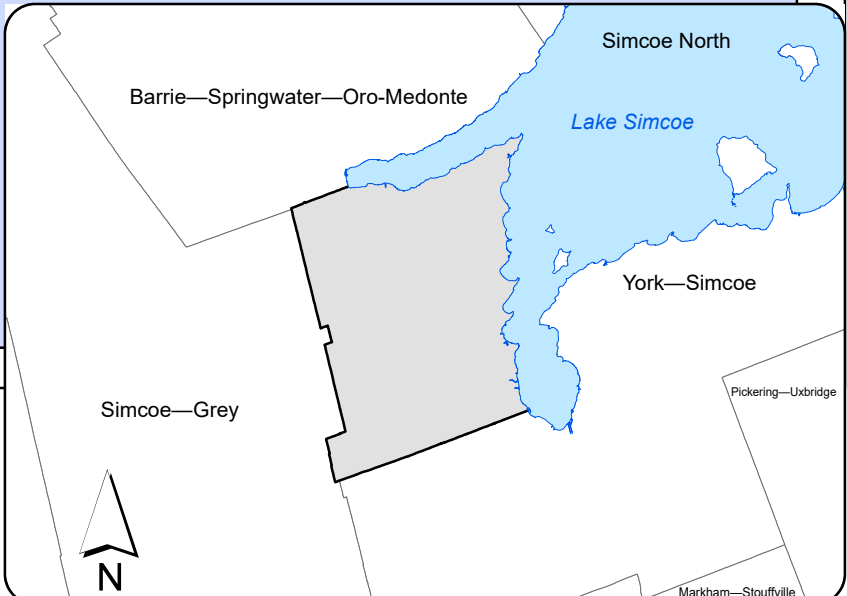 Simcoe North
Barrie—Springwater—Oro-Medonte
Lake Simcoe
York—Simcoe
Pickering—Uxbridge
Simcoe—Grey
N
Markham—Stouffville